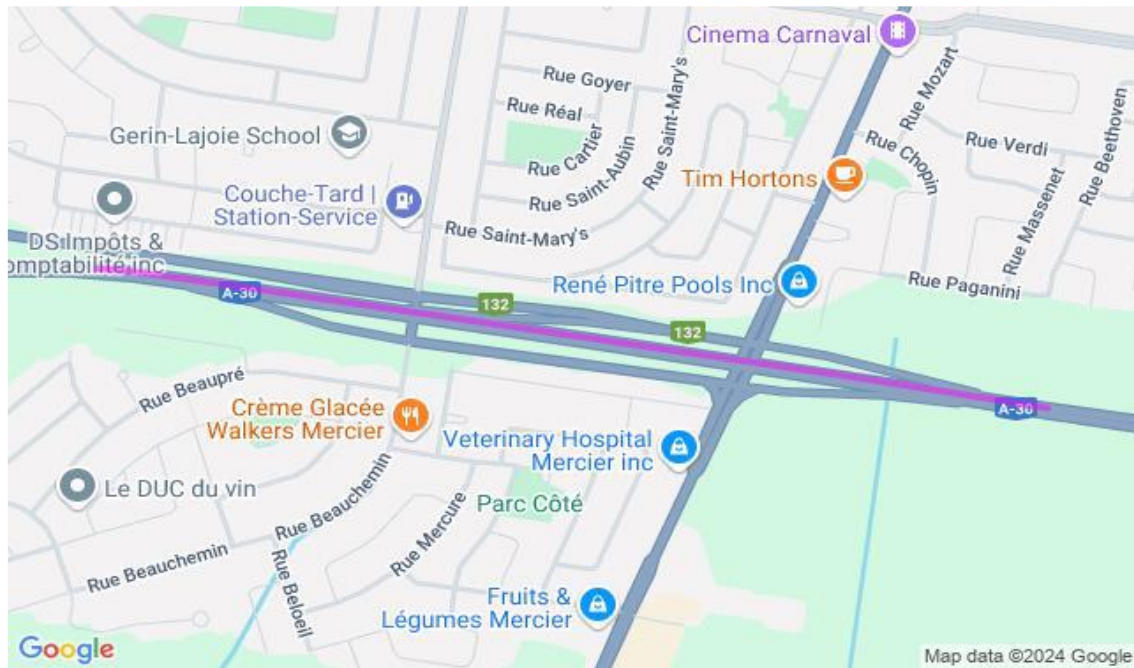 Cinema Carnaval
Rue Mozart
Rue Goyer
Rue Saint-Mary's
Rue Beethoven
Rue Réal
Gerin-Lajoie School
Rue Verdi
Rue Chopin
Rue Cartier
Tim Hortons
Rue Saint-Aubin
Couche-Tard |
Station-Service
Rue Massenet
Rue Saint-Mary's
DS Impôts &
omptabilité inc
René Pitre Pools Inc
Rue Paganini
A-30
132
132
Rue Beaupré
Crème Glacée
Walkers Mercier
A-30
Veterinary Hospital
Mercier inc
Le DUC du vin
Rue Beauchemin
Parc Côté
Rue Mercure
Rue Beauchemin
Rue Beloeil
Fruits &
Légumes Mercier
Google
Map data ©2024 Google